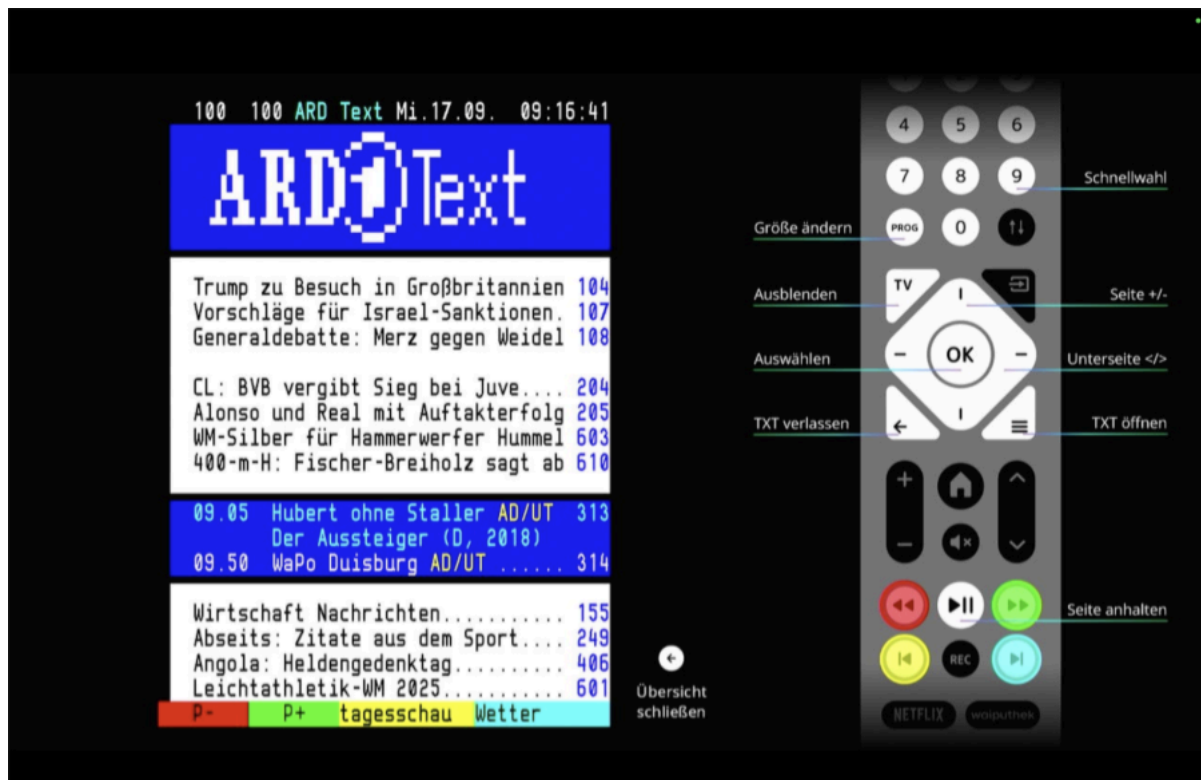 100 100 ARD Text Mi.17.09. 09:16:41
ARD 1 Text
Trump zu Besuch in Großbritannien 104
Vorschläge für Israel-Sanktionen. 107
Generaldebatte: Merz gegen Weidel 108
CL: BVB vergibt Sieg bei Juve.... 204
Alonso und Real mit Auftakterfolg 205
WM-Silber für Hammerwerfer Hummel 603
400-m-H: Fischer-Breiholz sagt ab 610
09.05 Hubert ohne Staller AD/UT 313
Der Aussteiger (D, 2018)
09.50 WaPo Duisburg AD/UT ...... 314
Wirtschaft Nachrichten........... 155
Abseits: Zitate aus dem Sport.... 249
Angola: Heldengedenktag.......... 406
Leichtathletik-WM 2025........... 601
P- P+ tagesschau Wetter
Übersicht
schließen
4 5 6
7 8 9
Schnellwahl
Größe ändern
PROG 0
Ausblenden
TV
Seite +/-
Auswählen
OK
Unterseite </>
TXT verlassen
TXT öffnen
Seite anhalten
REC
NETFLIX waiputhek